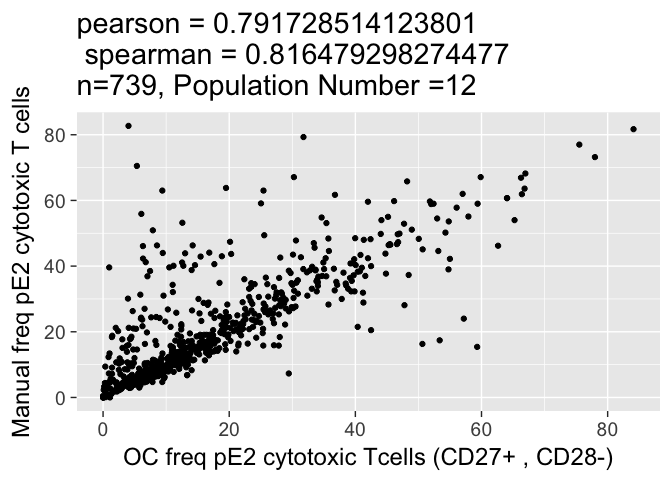 pearson = 0.791728514123801
spearman = 0.816479298274477
n=739, Population Number =12
Manual freq pE2 cytotoxic T cells
80
60
40
20
0
0 20 40 60 80
OC freq pE2 cytotoxic Tcells (CD27+ , CD28-)